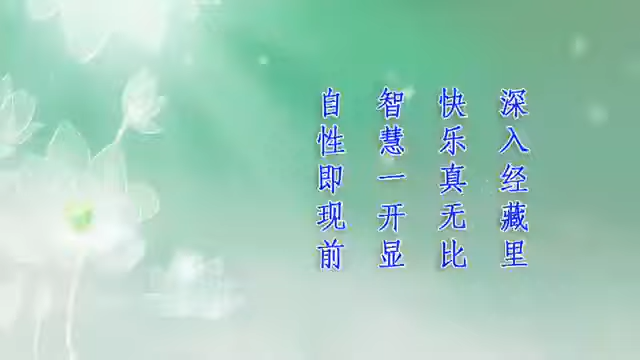 深入经藏里
快乐真无比
智慧一开显
自性即现前